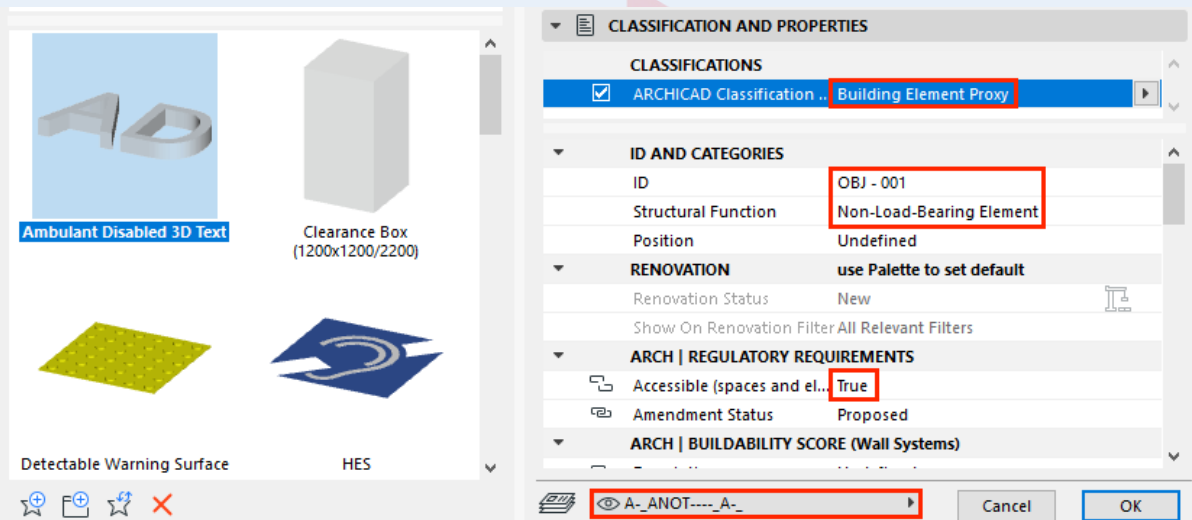 AD
Ambulant Disabled 3D Text
Clearance Box
(1200x1200/2200)
Detectable Warning Surface
HES
CLASSIFICATION AND PROPERTIES
CLASSIFICATIONS
ARCHICAD Classification ... Building Element Proxy
ID AND CATEGORIES
ID OBJ - 001
Structural Function Non-Load-Bearing Element
Position Undefined
RENOVATION use Palette to set default
Renovation Status New
Show On Renovation Filter All Relevant Filters
ARCH | REGULATORY REQUIREMENTS
Accessible (spaces and el... True
Amendment Status Proposed
ARCH | BUILDABILITY SCORE (Wall Systems)
A-_ANOT----_A-_
Cancel
OK